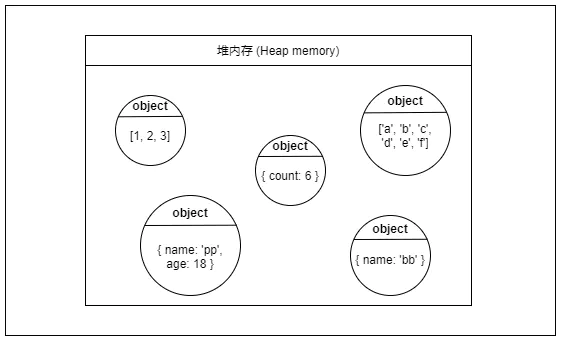 堆内存 (Heap memory)
object
[1, 2, 3]
object
['a', 'b', 'c',
'd', 'e', 'f']
object
{ count: 6 }
object
{ name: 'pp',
age: 18 }
object
{ name: 'bb' }